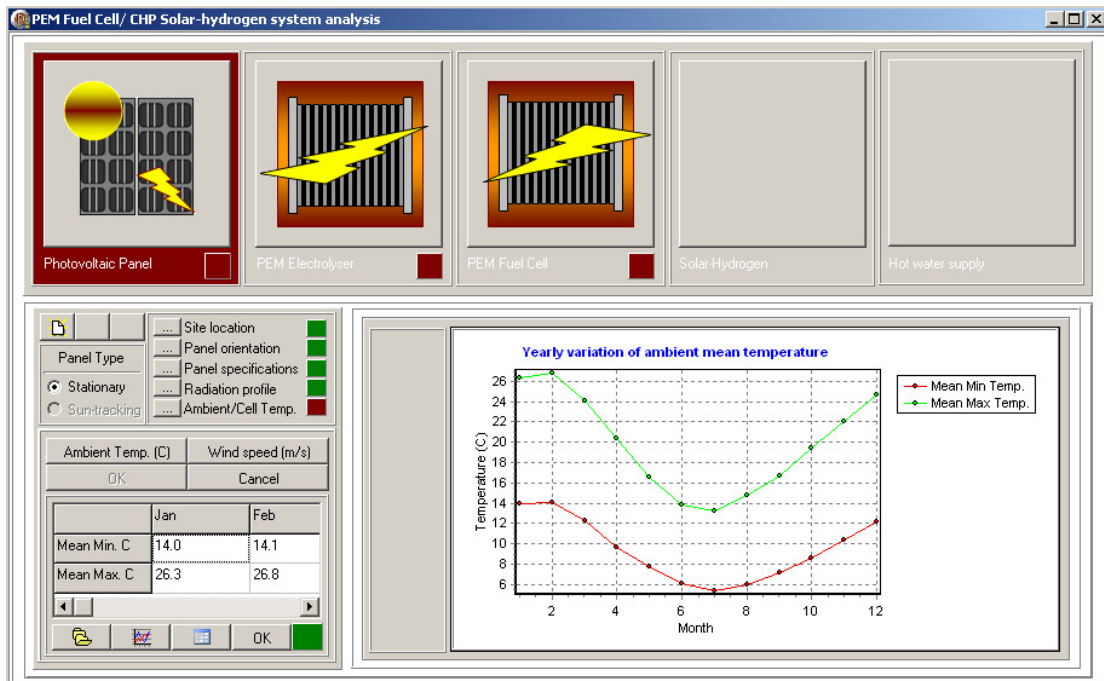 PEM Fuel Cell/ CHP Solar-hydrogen system analysis
Photovoltaic Panel
PEM Electrolyser
PEM Fuel Cell
Solar-Hydrogen
Hot water supply
Panel Type
Stationary
Sun-tracking
... Site location
... Panel orientation
... Panel specifications
... Radiation profile
... Ambient/Cell Temp.
Ambient Temp. (C) Wind speed (m/s)
OK Cancel
Jan Feb
Mean Min. C 14.0 14.1
Mean Max. C 26.3 26.8
OK
Yearly variation of ambient mean temperature
Temperature (C)
26
24
22
20
18
16
14
12
10
8
6
2 4 6 8 10 12
Month
Mean Min Temp.
Mean Max Temp.